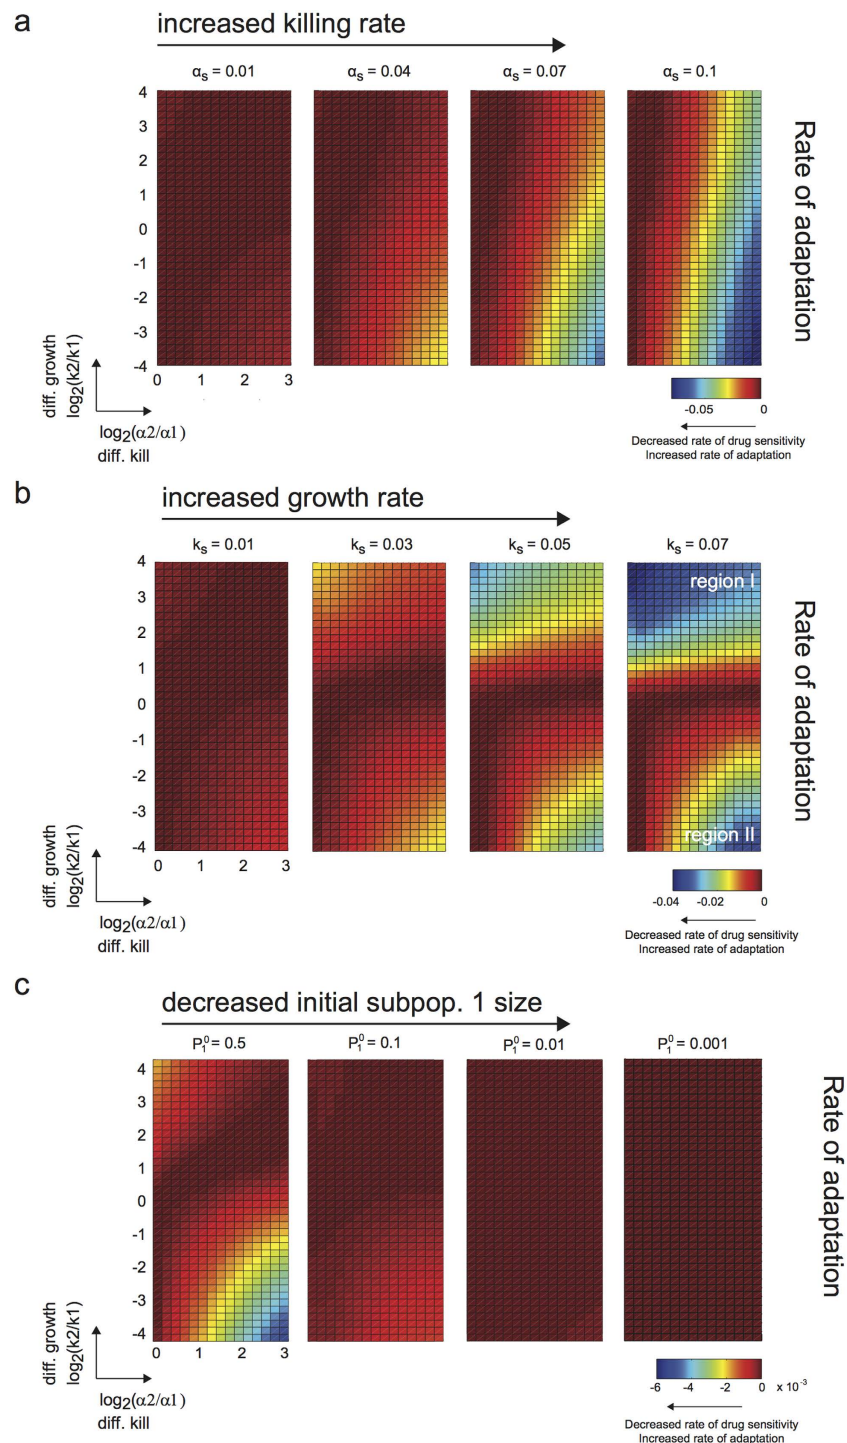 a
increased killing rate
αs = 0.01 αs = 0.04 αs = 0.07 αs = 0.1
4
3
2
1
0
-1
-2
-3
-4
0 1 2 3
Rate of adaptation
diff. growth
log2(k2/k1)
log2(α2/α1)
diff. kill
-0.05 0
Decreased rate of drug sensitivity
Increased rate of adaptation
b
increased growth rate
ks = 0.01 ks = 0.03 ks = 0.05 ks = 0.07
4
3
2
1
0
-1
-2
-3
-4
0 1 2 3
region I
region II
Rate of adaptation
diff. growth
log2(k2/k1)
log2(α2/α1)
diff. kill
-0.04 -0.02 0
Decreased rate of drug sensitivity
Increased rate of adaptation
c
decreased initial subpop. 1 size
P₁⁰ = 0.5 P₁⁰ = 0.1 P₁⁰ = 0.01 P₁⁰ = 0.001
4
3
2
1
0
-1
-2
-3
-4
0 1 2 3
Rate of adaptation
diff. growth
log2(k2/k1)
log2(α2/α1)
diff. kill
-6 -4 -2 0 x 10⁻³
Decreased rate of drug sensitivity
Increased rate of adaptation